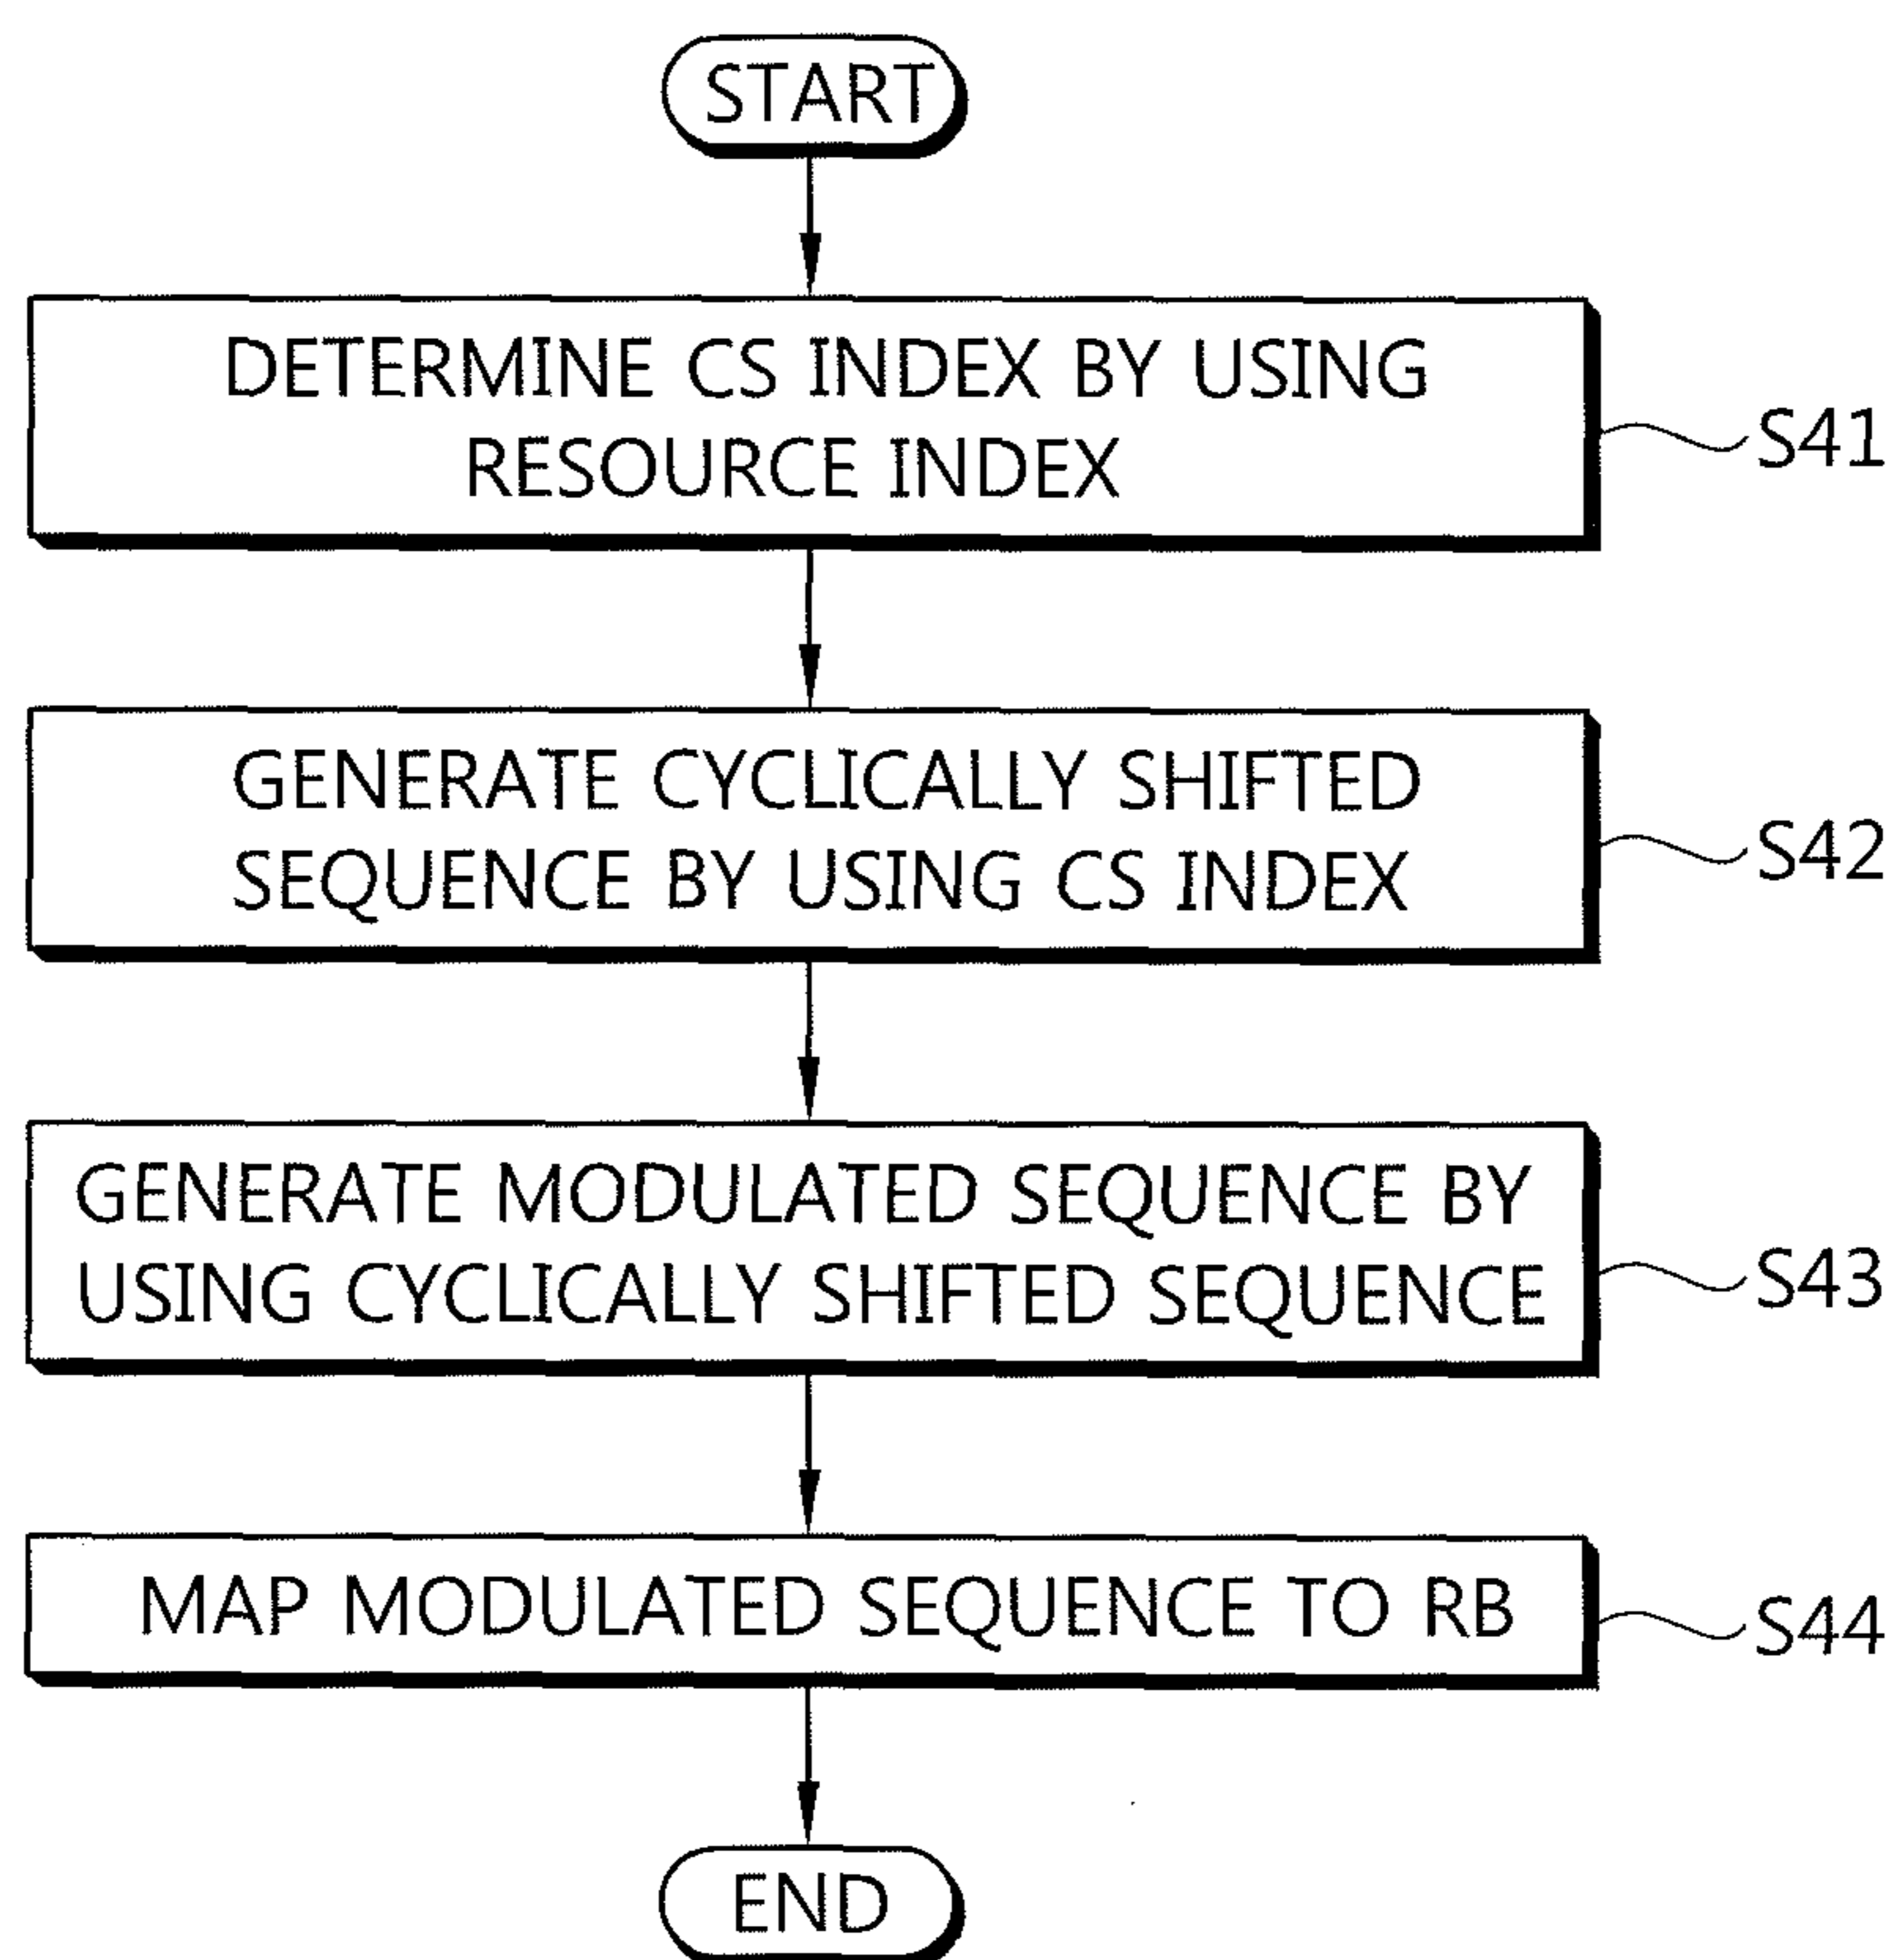 START
DETERMINE CS INDEX BY USING
RESOURCE INDEX
S41
GENERATE CYCLICALLY SHIFTED
SEQUENCE BY USING CS INDEX
S42
GENERATE MODULATED SEQUENCE BY
USING CYCLICALLY SHIFTED SEQUENCE
S43
MAP MODULATED SEQUENCE TO RB
S44
END